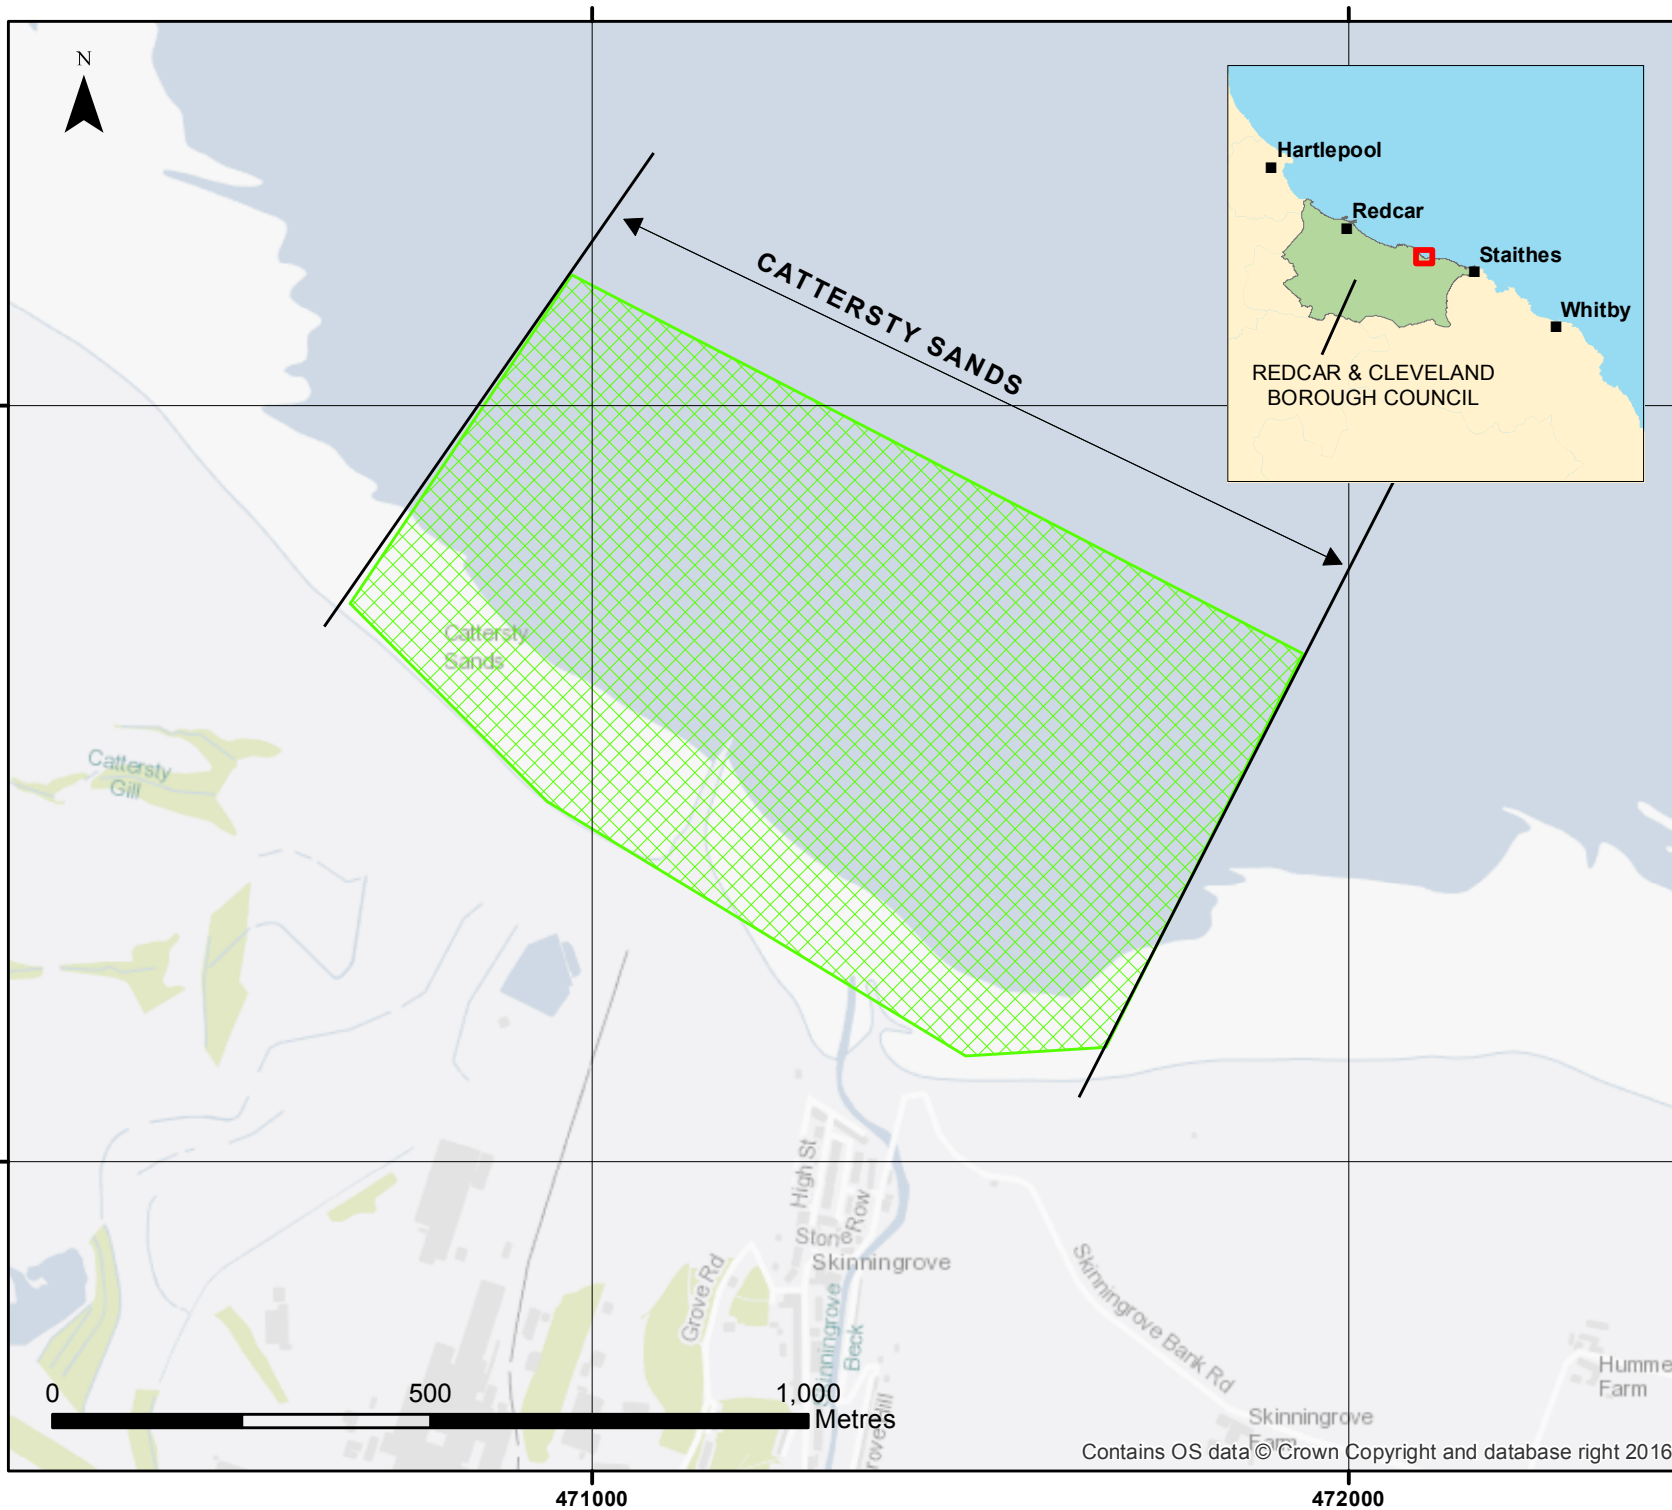 N
Hartlepool
Redcar
Staithes
Whitby
REDCAR & CLEVELAND
BOROUGH COUNCIL
CATTERSTY SANDS
Cattersty
Sands
Cattersty
Gill
High St
Stone Row
Skinningrove
Grove Rd
Skinningrove
Beck
Skinningrove Bank Rd
Humme
Farm
Skinningrove
Farm
0 500 1,000
Metres
Contains OS data © Crown Copyright and database right 2016
471000 472000